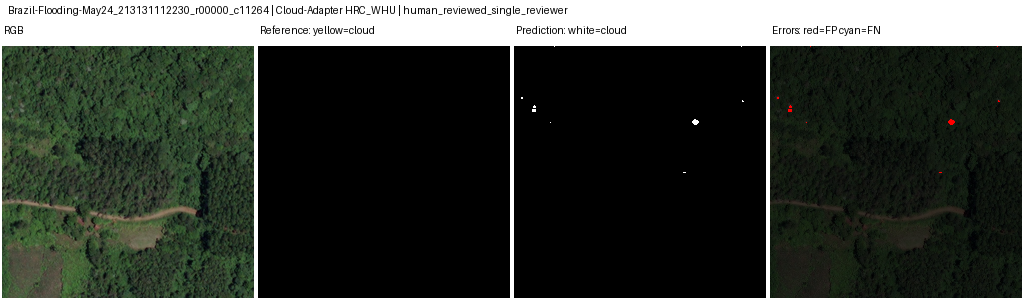 Brazil-Flooding-May24_213131112230_r00000_c11264 | Cloud-Adapter HRC_WHU | human_reviewed_single_reviewer
RGB
Reference: yellow=cloud
Prediction: white=cloud
Errors: red=FP cyan=FN